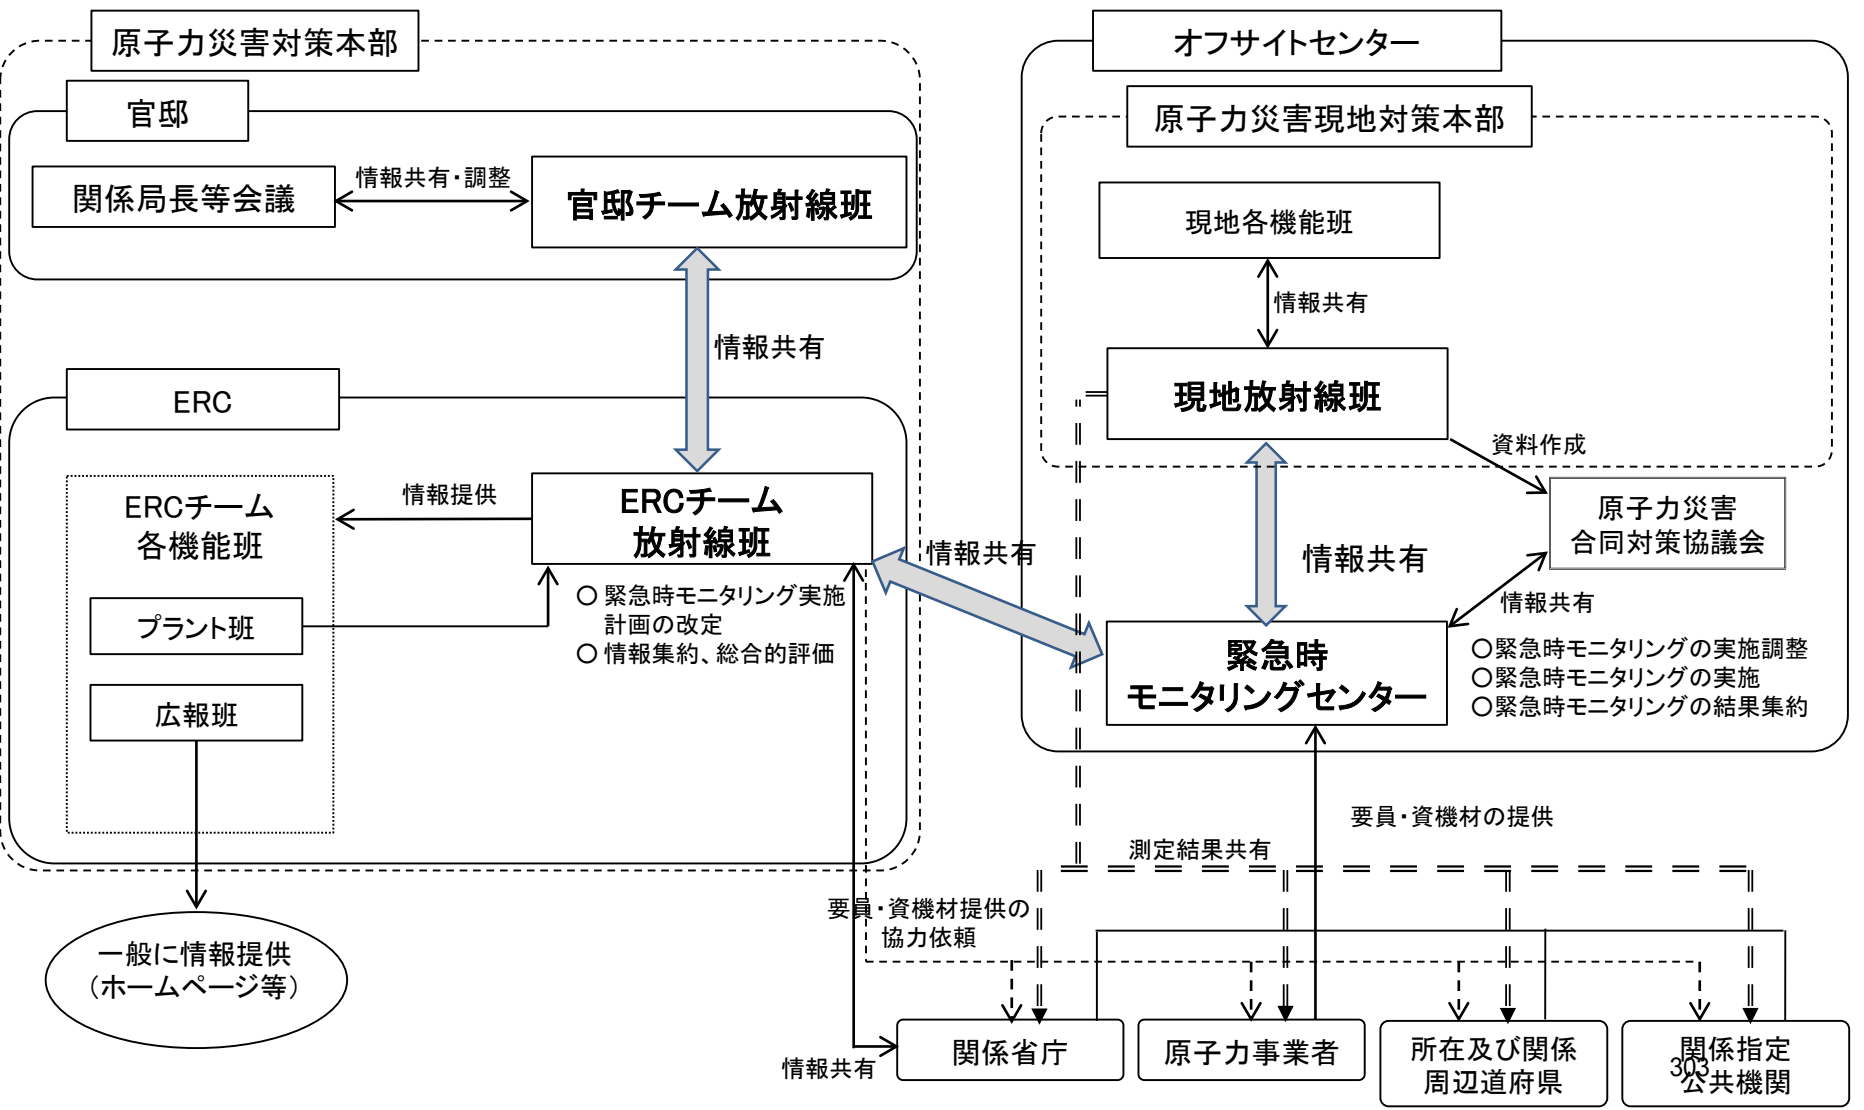 原子力災害対策本部
官邸
関係局長等会議
情報共有・調整
官邸チーム放射線班
情報共有
ERC
ERCチーム
各機能班
プラント班
広報班
情報提供
ERCチーム
放射線班
○ 緊急時モニタリング実施
計画の改定
○ 情報集約、総合的評価
一般に情報提供
（ホームページ等）
情報共有
オフサイトセンター
原子力災害現地対策本部
現地各機能班
情報共有
現地放射線班
資料作成
原子力災害
合同対策協議会
情報共有
情報共有
緊急時
モニタリングセンター
○緊急時モニタリングの実施調整
○緊急時モニタリングの実施
○緊急時モニタリングの結果集約
要員・資機材の提供
測定結果共有
要員・資機材提供の
協力依頼
情報共有
関係省庁
原子力事業者
所在及び関係
周辺道府県
関係指定
公共機関
303